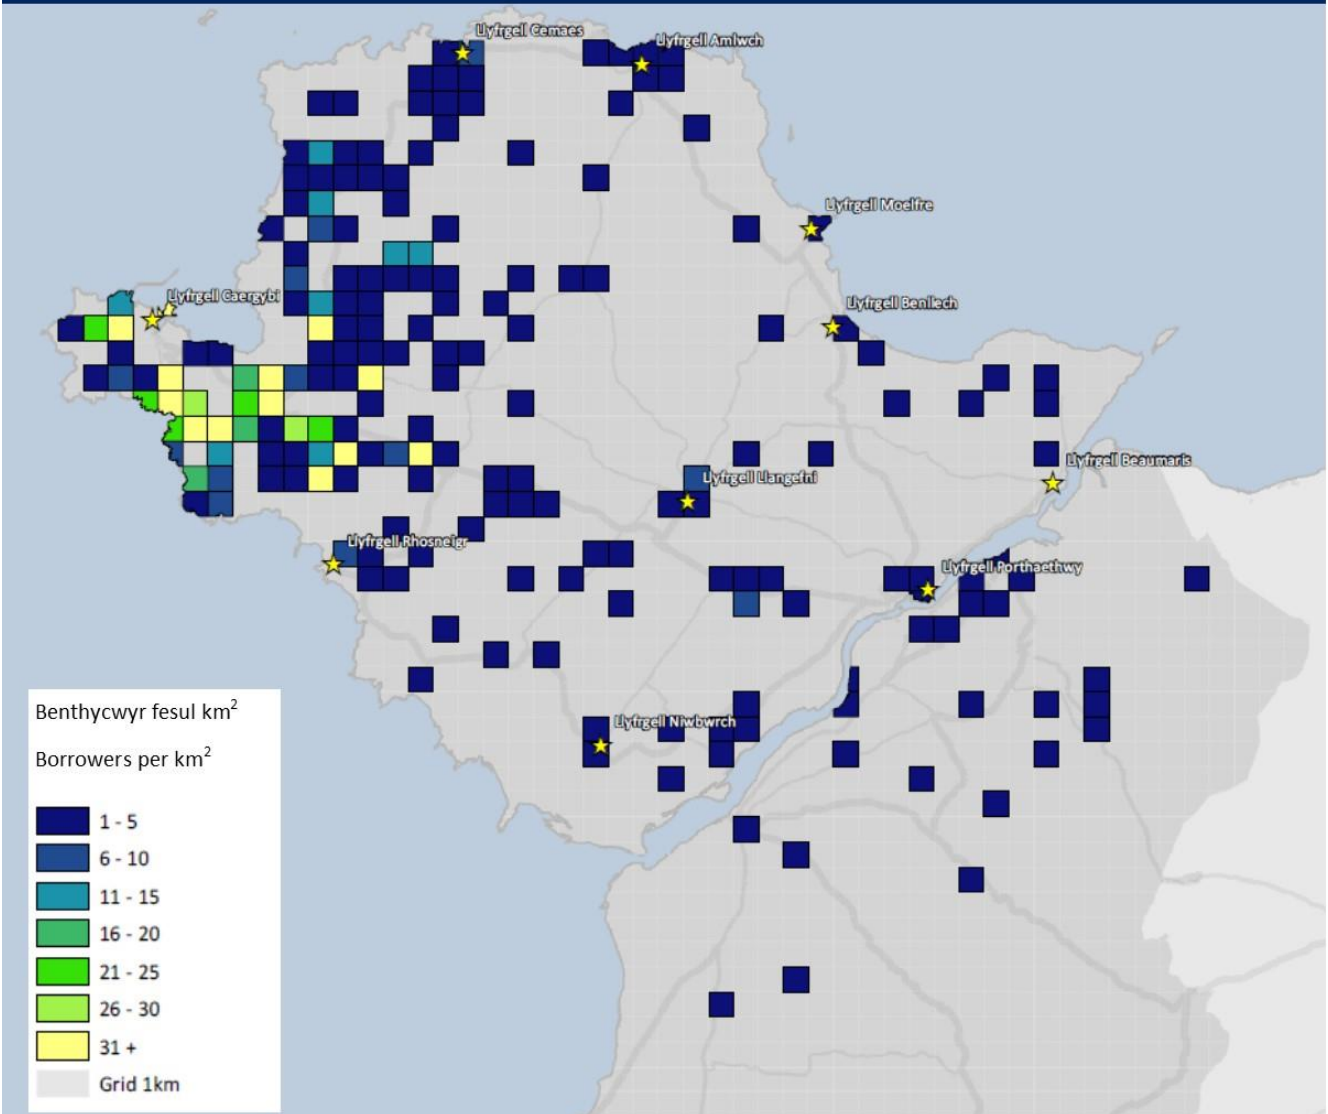 Llyfrgell Cemaes
Llyfrgell Amlwch
Llyfrgell Moelfre
Llyfrgell Caergybi
Llyfrgell Benllech
Llyfrgell Beaumaris
Llyfrgell Llangefni
Llyfrgell Rhosneigr
Llyfrgell Porthaethwy
Llyfrgell Niwbwrch
Benthycwyr fesul km²
Borrowers per km²
1 - 5
6 - 10
11 - 15
16 - 20
21 - 25
26 - 30
31 +
Grid 1km